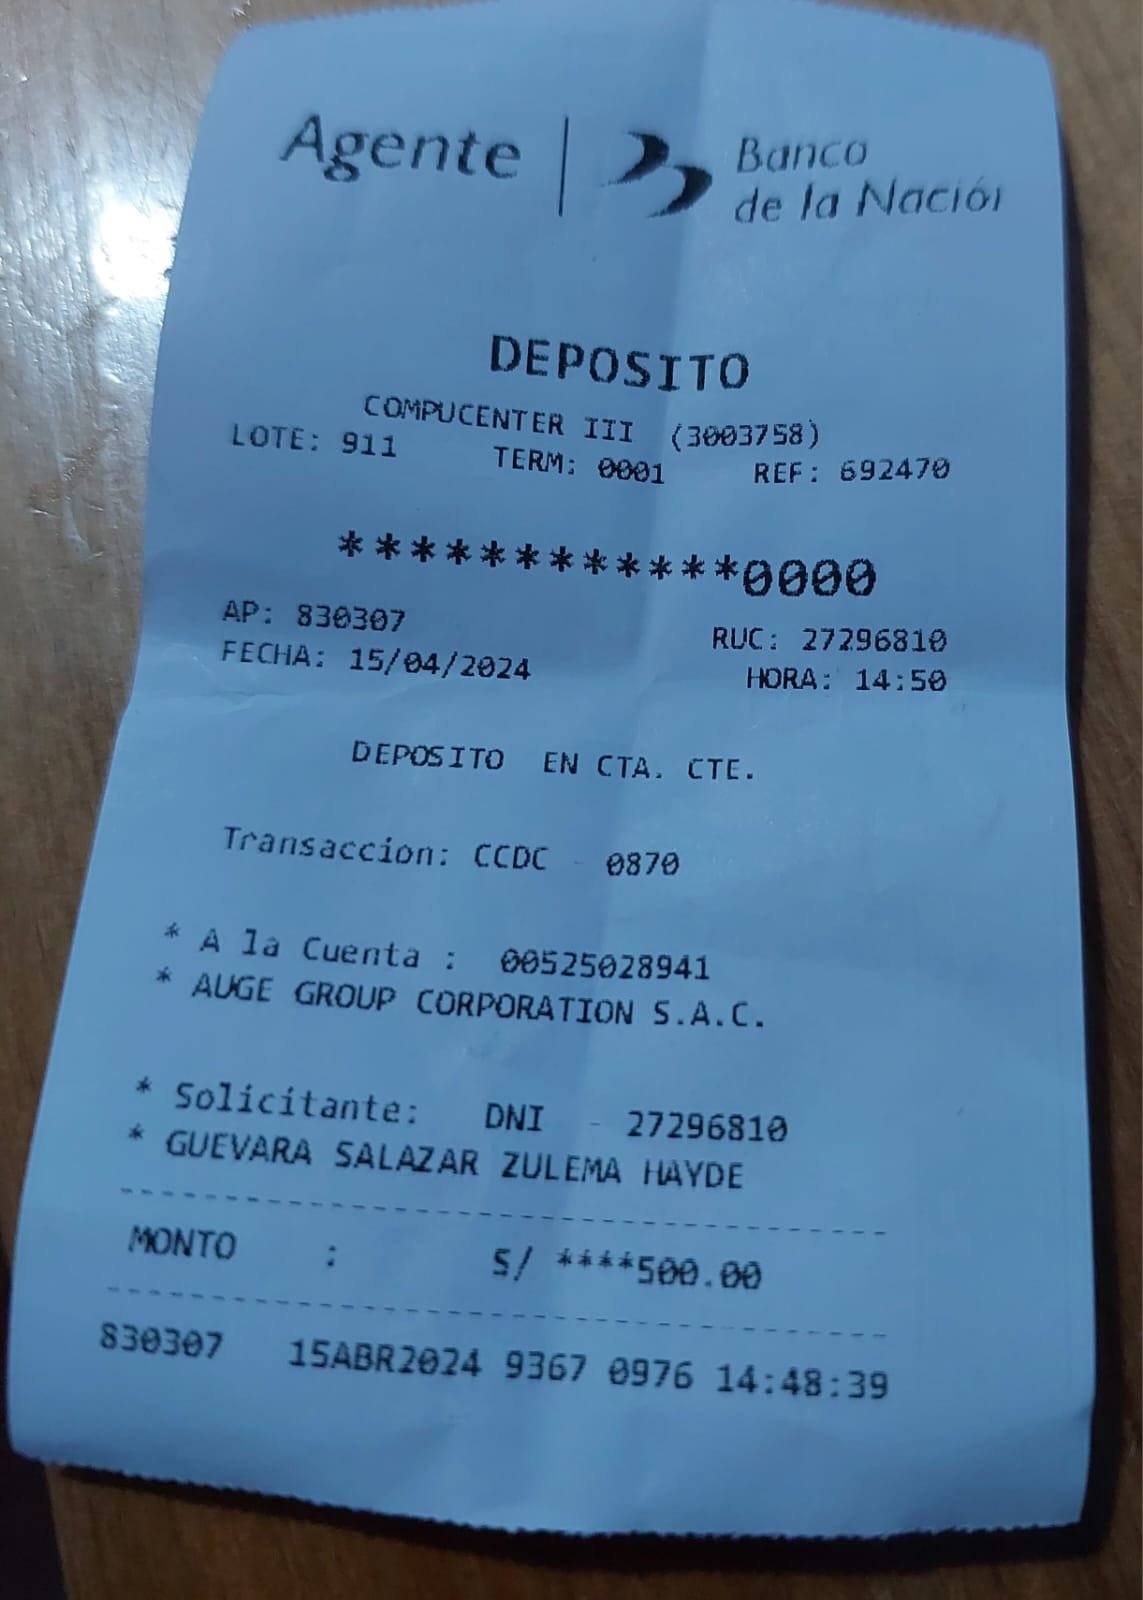 Agente | Banco
de la Nación
DEPOSITO
COMPUCENTER III (3003758)
LOTE: 911 TERM: 0001 REF: 692470
************0000
AP: 830307 RUC: 27296810
FECHA: 15/04/2024 HORA: 14:50
DEPOSITO EN CTA. CTE.
Transaccion: CCDC - 0870
* A la Cuenta : 00525028941
* AUGE GROUP CORPORATION S.A.C.
* Solicitante: DNI - 27296810
* GUEVARA SALAZAR ZULEMA HAYDE
MONTO : S/ ****500.00
830307 15ABR2024 9367 0976 14:48:39